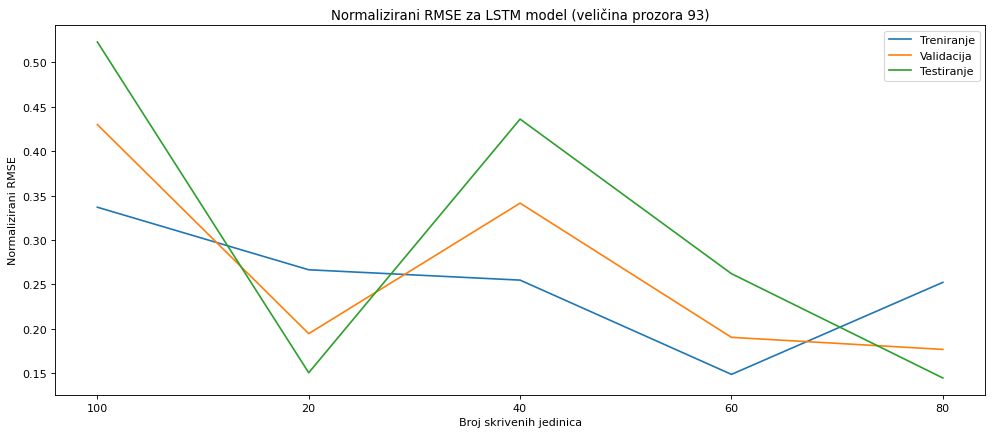 Normalizirani RMSE za LSTM model (veličina prozora 93)
Treniranje
Validacija
Testiranje
Normalizirani RMSE
0.50
0.45
0.40
0.35
0.30
0.25
0.20
0.15
100 20 40 60 80
Broj skrivenih jedinica